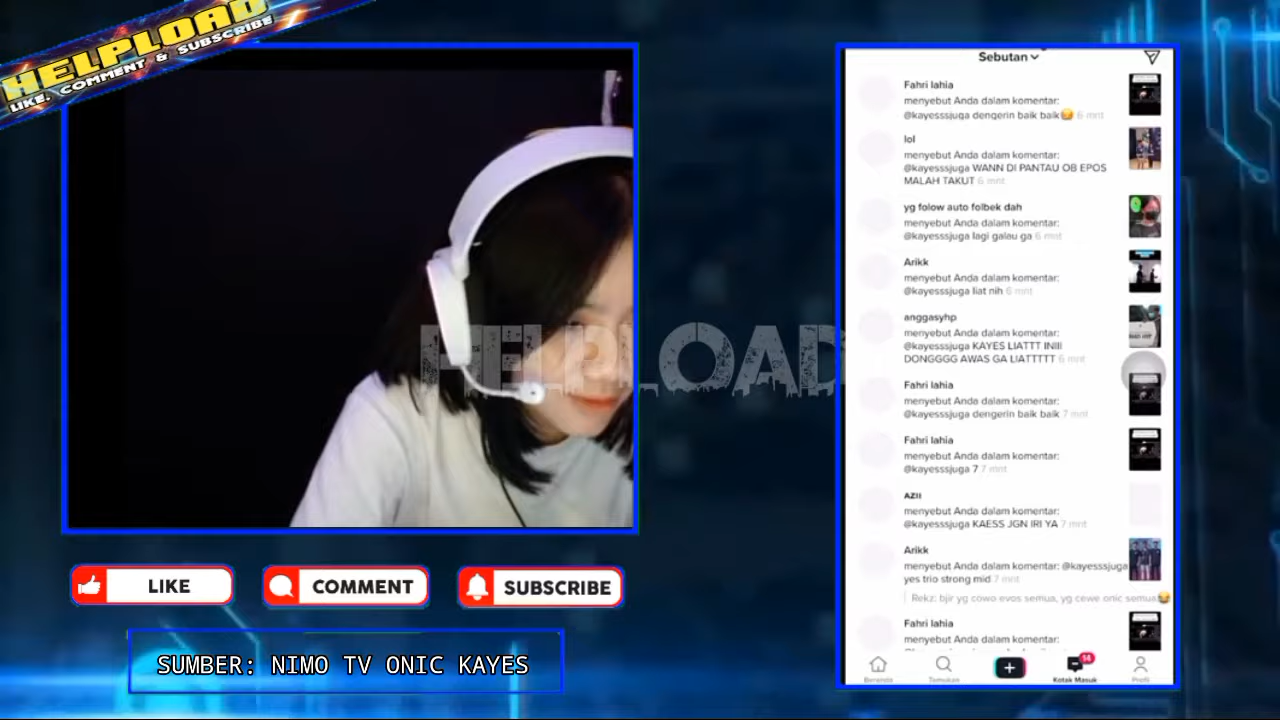 HELPLOAD
LIKE, COMMENT & SUBSCRIBE
HELPLOAD
LIKE
COMMENT
SUBSCRIBE
SUMBER: NIMO TV ONIC KAYES
Sebutan
Fahri lahia
menyebut Anda dalam komentar:
@kayesssjuga dengerin baik baik😂 6 mnt
lol
menyebut Anda dalam komentar:
@kayesssjuga WANN DI PANTAU OB EPOS
MALAH TAKUT 6 mnt
yg folow auto folbek dah
menyebut Anda dalam komentar:
@kayesssjuga lagi galau ga 6 mnt
Arikk
menyebut Anda dalam komentar:
@kayesssjuga liat nih 6 mnt
anggasyhp
menyebut Anda dalam komentar:
@kayesssjuga KAYES LIATTT INIII
DONGGGG AWAS GA LIATTTTT 6 mnt
Fahri lahia
menyebut Anda dalam komentar:
@kayesssjuga dengerin baik baik 7 mnt
Fahri lahia
menyebut Anda dalam komentar:
@kayesssjuga 7 7 mnt
AZII
menyebut Anda dalam komentar:
@kayesssjuga KAESS JGN IRI YA 7 mnt
Arikk
menyebut Anda dalam komentar: @kayesssjuga
yes trio strong mid 7 mnt
Rekz: bjir yg cowo evos semua, yg cewe onic semua😂
Fahri lahia
menyebut Anda dalam komentar:
14
Beranda
Temukan
Kotak Masuk
Profil